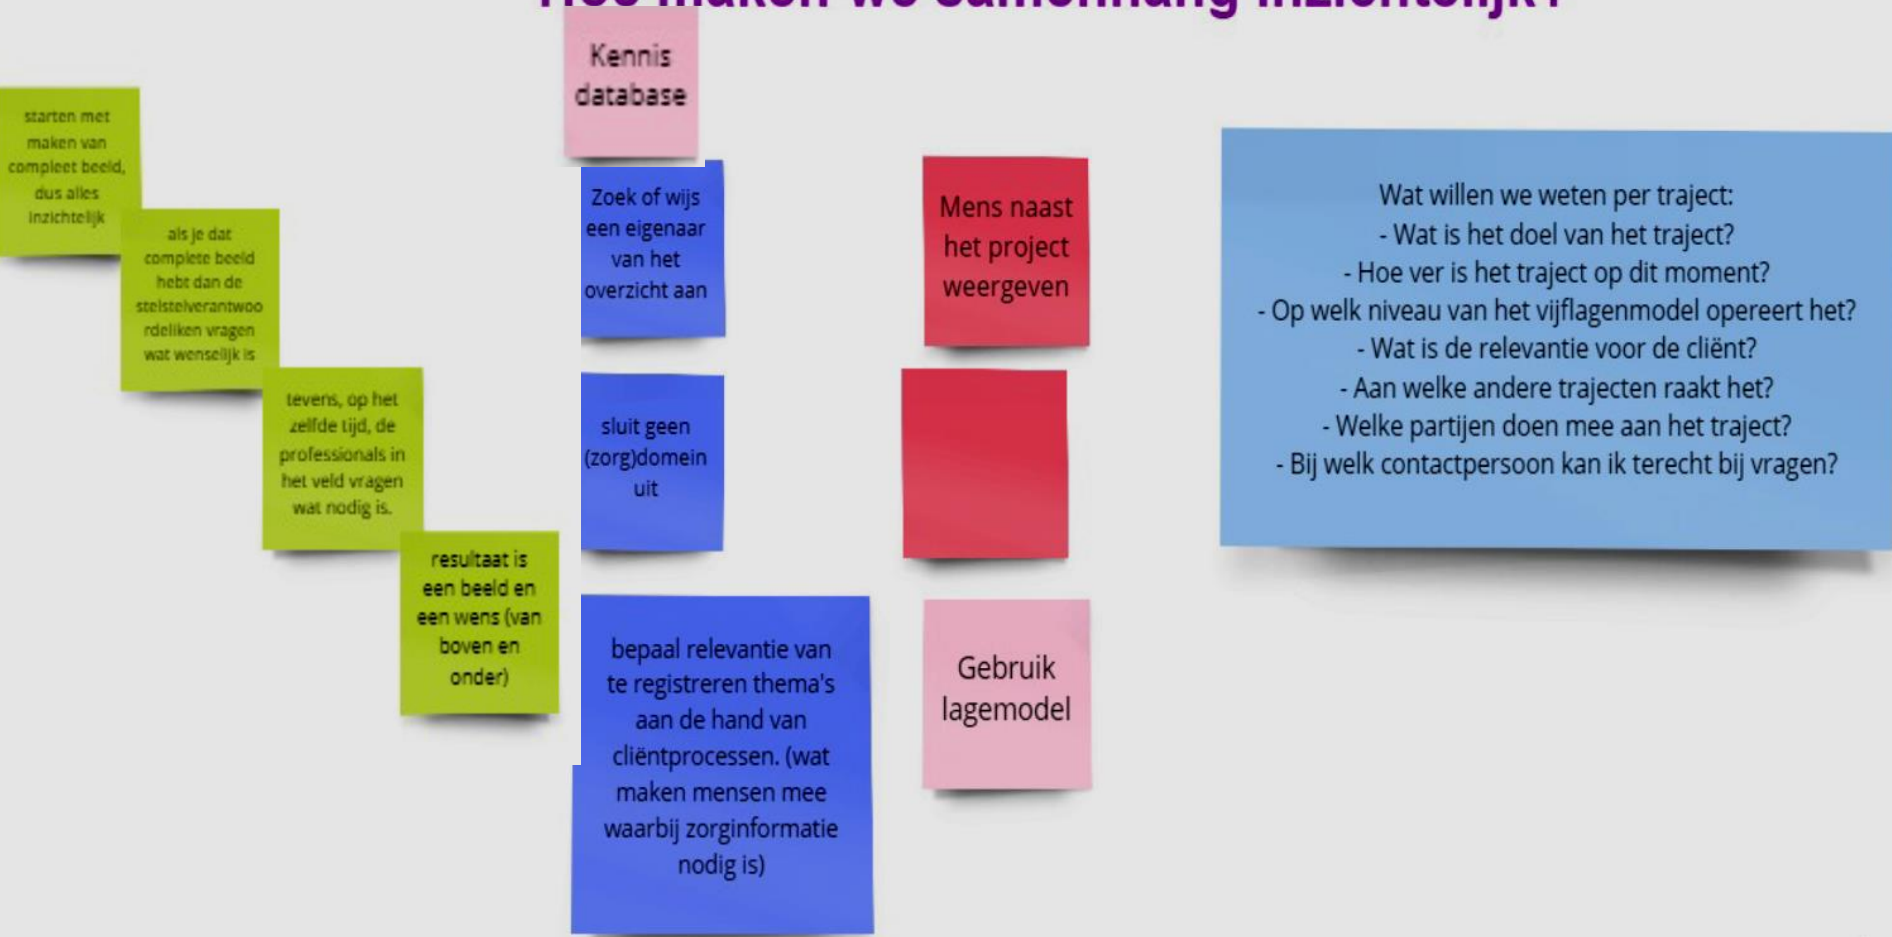 Hoe maken we samenhang inzichtelijk?
Kennis
database
starten met
maken van
compleet beeld,
dus alles
inzichtelijk
als je dat
complete beeld
hebt dan de
stelstelverantwoo
rdeliken vragen
wat wenselijk is
tevens, op het
zelfde tijd, de
professionals in
het veld vragen
wat nodig is.
resultaat is
een beeld en
een wens (van
boven en
onder)
Zoek of wijs
een eigenaar
van het
overzicht aan
sluit geen
(zorg)domein
uit
bepaal relevantie van
te registreren thema's
aan de hand van
cliëntprocessen. (wat
maken mensen mee
waarbij zorginformatie
nodig is)
Mens naast
het project
weergeven
Gebruik
lagemodel
Wat willen we weten per traject:
- Wat is het doel van het traject?
- Hoe ver is het traject op dit moment?
- Op welk niveau van het vijflagenmodel opereert het?
- Wat is de relevantie voor de cliënt?
- Aan welke andere trajecten raakt het?
- Welke partijen doen mee aan het traject?
- Bij welk contactpersoon kan ik terecht bij vragen?